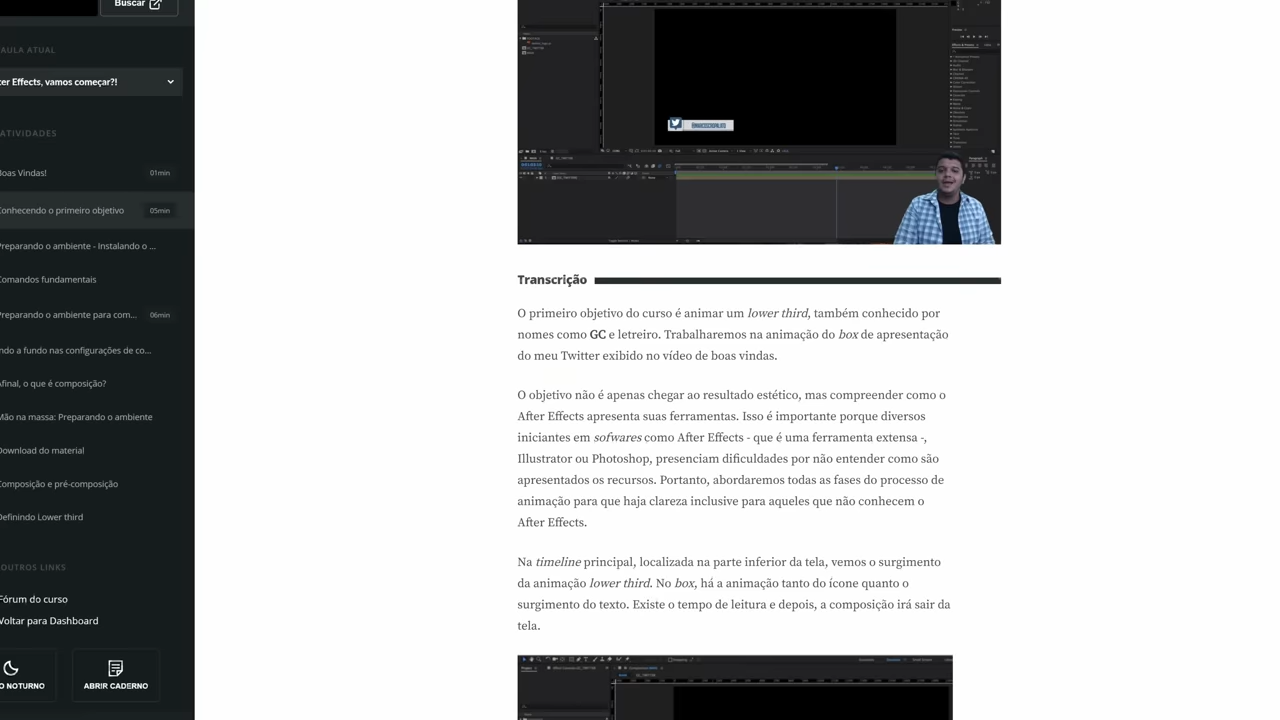 Buscar
AULA ATUAL
ter Effects, vamos começar?!
ATIVIDADES
Boas Vindas! 01min
Conhecendo o primeiro objetivo 05min
Preparando o ambiente - Instalando o ...
Comandos fundamentais
Preparando o ambiente para com... 06min
ndo a fundo nas configurações de co...
Afinal, o que é composição?
Mão na massa: Preparando o ambiente
Download do material
Composição e pré-composição
Definindo Lower third
OUTROS LINKS
Fórum do curso
Voltar para Dashboard
O NOTURNO
ABRIR CADERNO
Transcrição
O primeiro objetivo do curso é animar um lower third, também conhecido por
nomes como GC e letreiro. Trabalharemos na animação do box de apresentação
do meu Twitter exibido no vídeo de boas vindas.
O objetivo não é apenas chegar ao resultado estético, mas compreender como o
After Effects apresenta suas ferramentas. Isso é importante porque diversos
iniciantes em sofwares como After Effects - que é uma ferramenta extensa -,
Illustrator ou Photoshop, presenciam dificuldades por não entender como são
apresentados os recursos. Portanto, abordaremos todas as fases do processo de
animação para que haja clareza inclusive para aqueles que não conhecem o
After Effects.
Na timeline principal, localizada na parte inferior da tela, vemos o surgimento
da animação lower third. No box, há a animação tanto do ícone quanto o
surgimento do texto. Existe o tempo de leitura e depois, a composição irá sair da
tela.